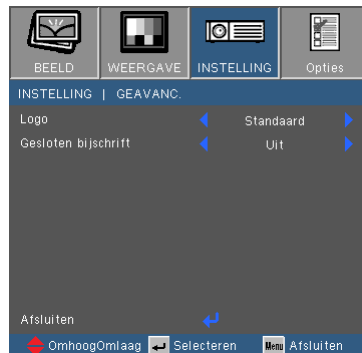 BEELD WEERGAVE INSTELLING Opties
INSTELLING | GEAVANC.
Logo Standaard
Gesloten bijschrift Uit
Afsluiten
OmhoogOmlaag Selecteren Menu Afsluiten